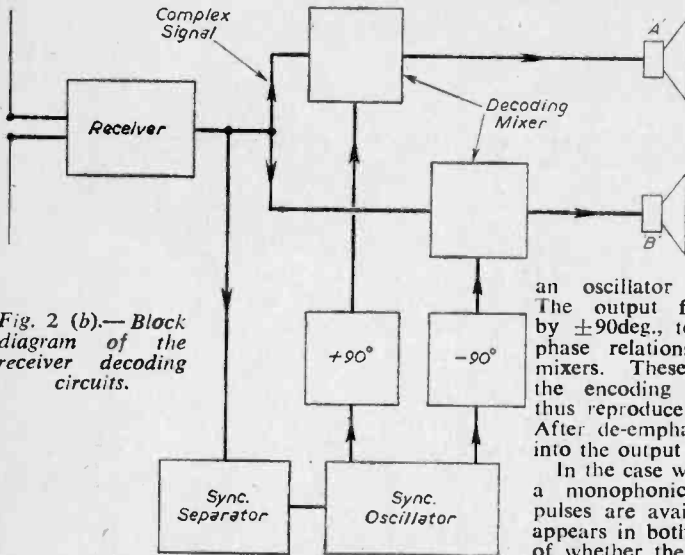 Complex
Signal
Receiver
Decoding
Mixer
'A'
'B'
Fig. 2 (b).— Block
diagram of the
receiver decoding
circuits.
+90°
-90°
Sync.
Separator
Sync.
Oscillator
an oscillator
The output f
by ±90deg., to
phase relations
mixers. These
the encoding
thus reproduce
After de-empha
into the output
In the case w
a monophonic
pulses are avai
appears in both
of whether the